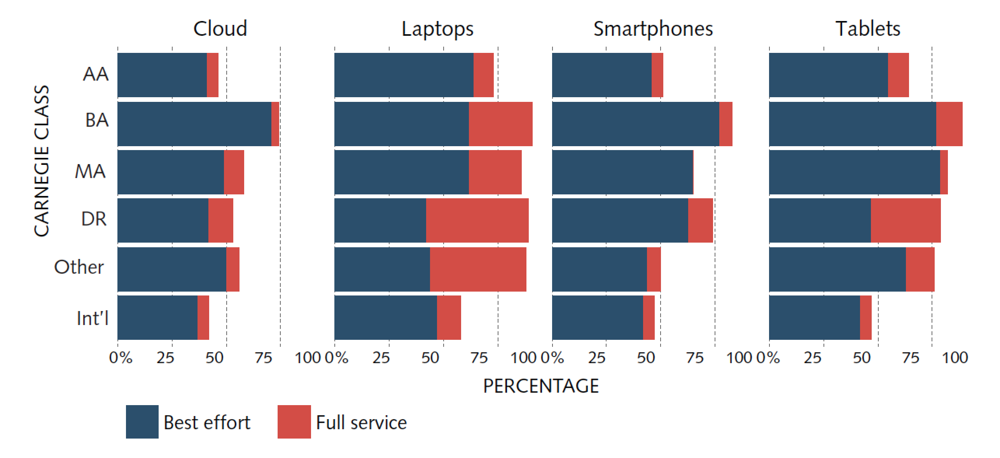 Cloud Laptops Smartphones Tablets
CARNEGIE CLASS
AA
BA
MA
DR
Other
Int'l
0% 25 50 75 100 0% 25 50 75 100 0% 25 50 75 100 0% 25 50 75 100
PERCENTAGE
Best effort Full service